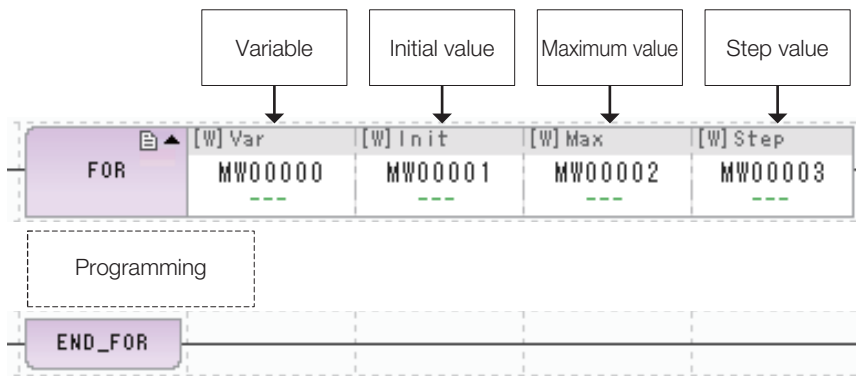 Variable Initial value Maximum value Step value
[W]Var [W]Init [W]Max [W]Step
FOR MW00000 MW00001 MW00002 MW00003
--- --- --- ---
Programming
END_FOR